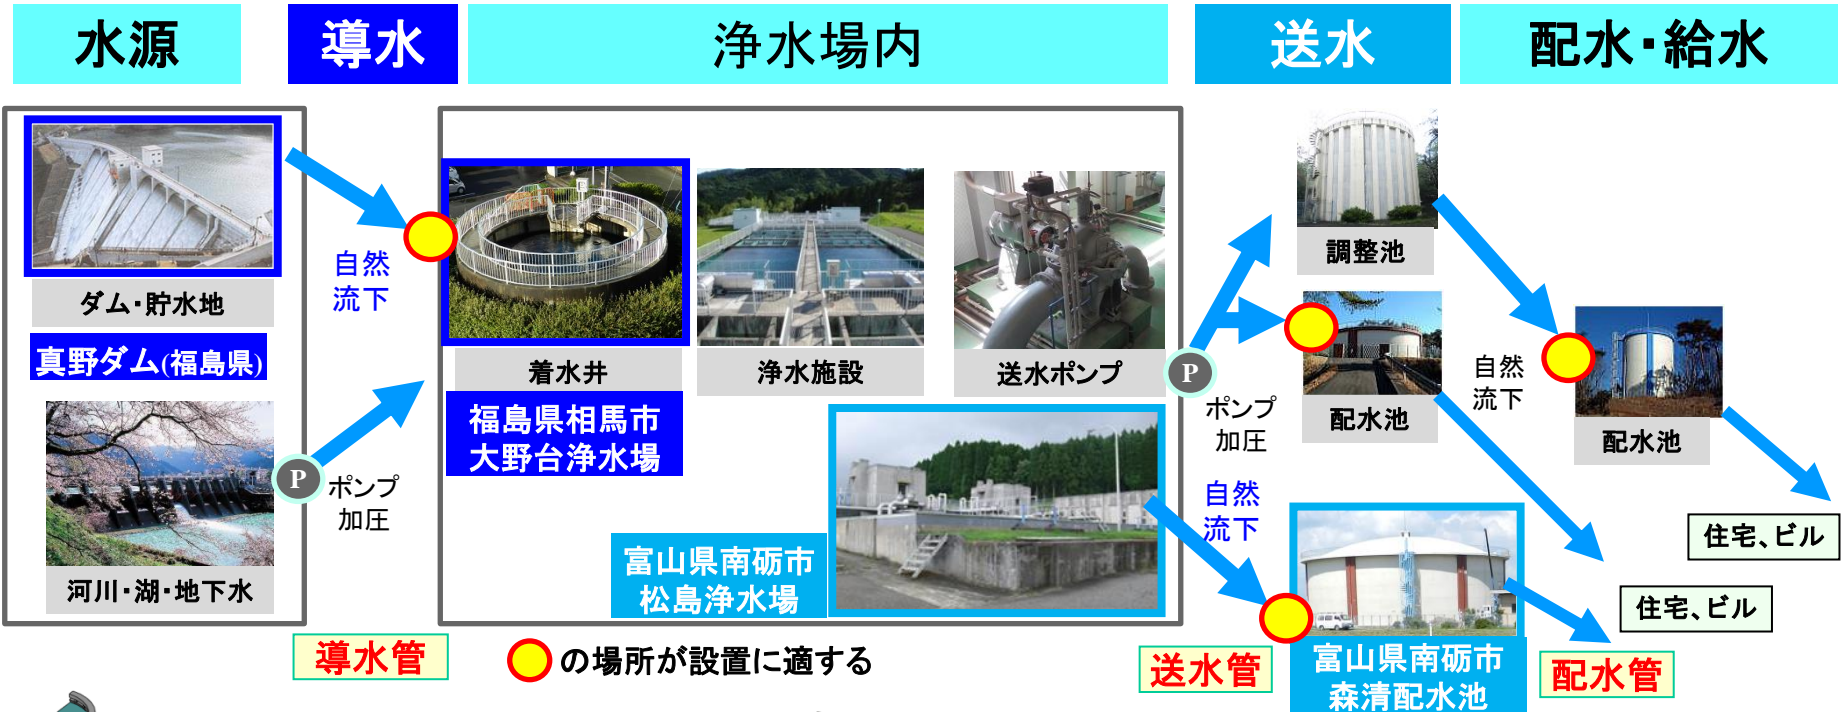 水源
導水
浄水場内
送水
配水・給水
ダム・貯水地
真野ダム(福島県)
河川・湖・地下水
自然
流下
P
ポンプ
加圧
着水井
福島県相馬市
大野台浄水場
浄水施設
送水ポンプ
富山県南砺市
松島浄水場
P
ポンプ
加圧
自然
流下
調整池
配水池
自然
流下
配水池
富山県南砺市
森清配水池
住宅、ビル
住宅、ビル
導水管
の場所が設置に適する
送水管
配水管